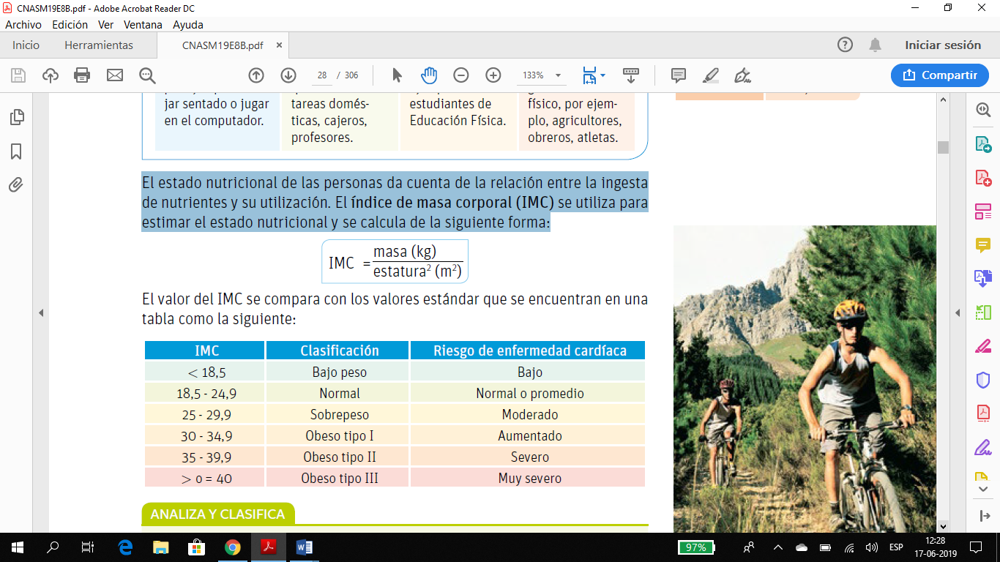 CNASM19E8B.pdf - Adobe Acrobat Reader DC
Archivo Edición Ver Ventana Ayuda
Inicio Herramientas CNASM19E8B.pdf × Iniciar sesión
28 / 306 133% Compartir
jar sentado o jugar
en el computador.
tareas domés-
ticas, cajeros,
profesores.
estudiantes de
Educación Física.
físico, por ejem-
plo, agricultores,
obreros, atletas.
El estado nutricional de las personas da cuenta de la relación entre la ingesta
de nutrientes y su utilización. El índice de masa corporal (IMC) se utiliza para
estimar el estado nutricional y se calcula de la siguiente forma:
IMC = masa (kg)
estatura² (m²)
El valor del IMC se compara con los valores estándar que se encuentran en una
tabla como la siguiente:
IMC Clasificación Riesgo de enfermedad cardíaca
< 18,5 Bajo peso Bajo
18,5 - 24,9 Normal Normal o promedio
25 - 29,9 Sobrepeso Moderado
30 - 34,9 Obeso tipo I Aumentado
35 - 39,9 Obeso tipo II Severo
> o = 40 Obeso tipo III Muy severo
ANALIZA Y CLASIFICA
97% ESP 12:28
17-06-2019